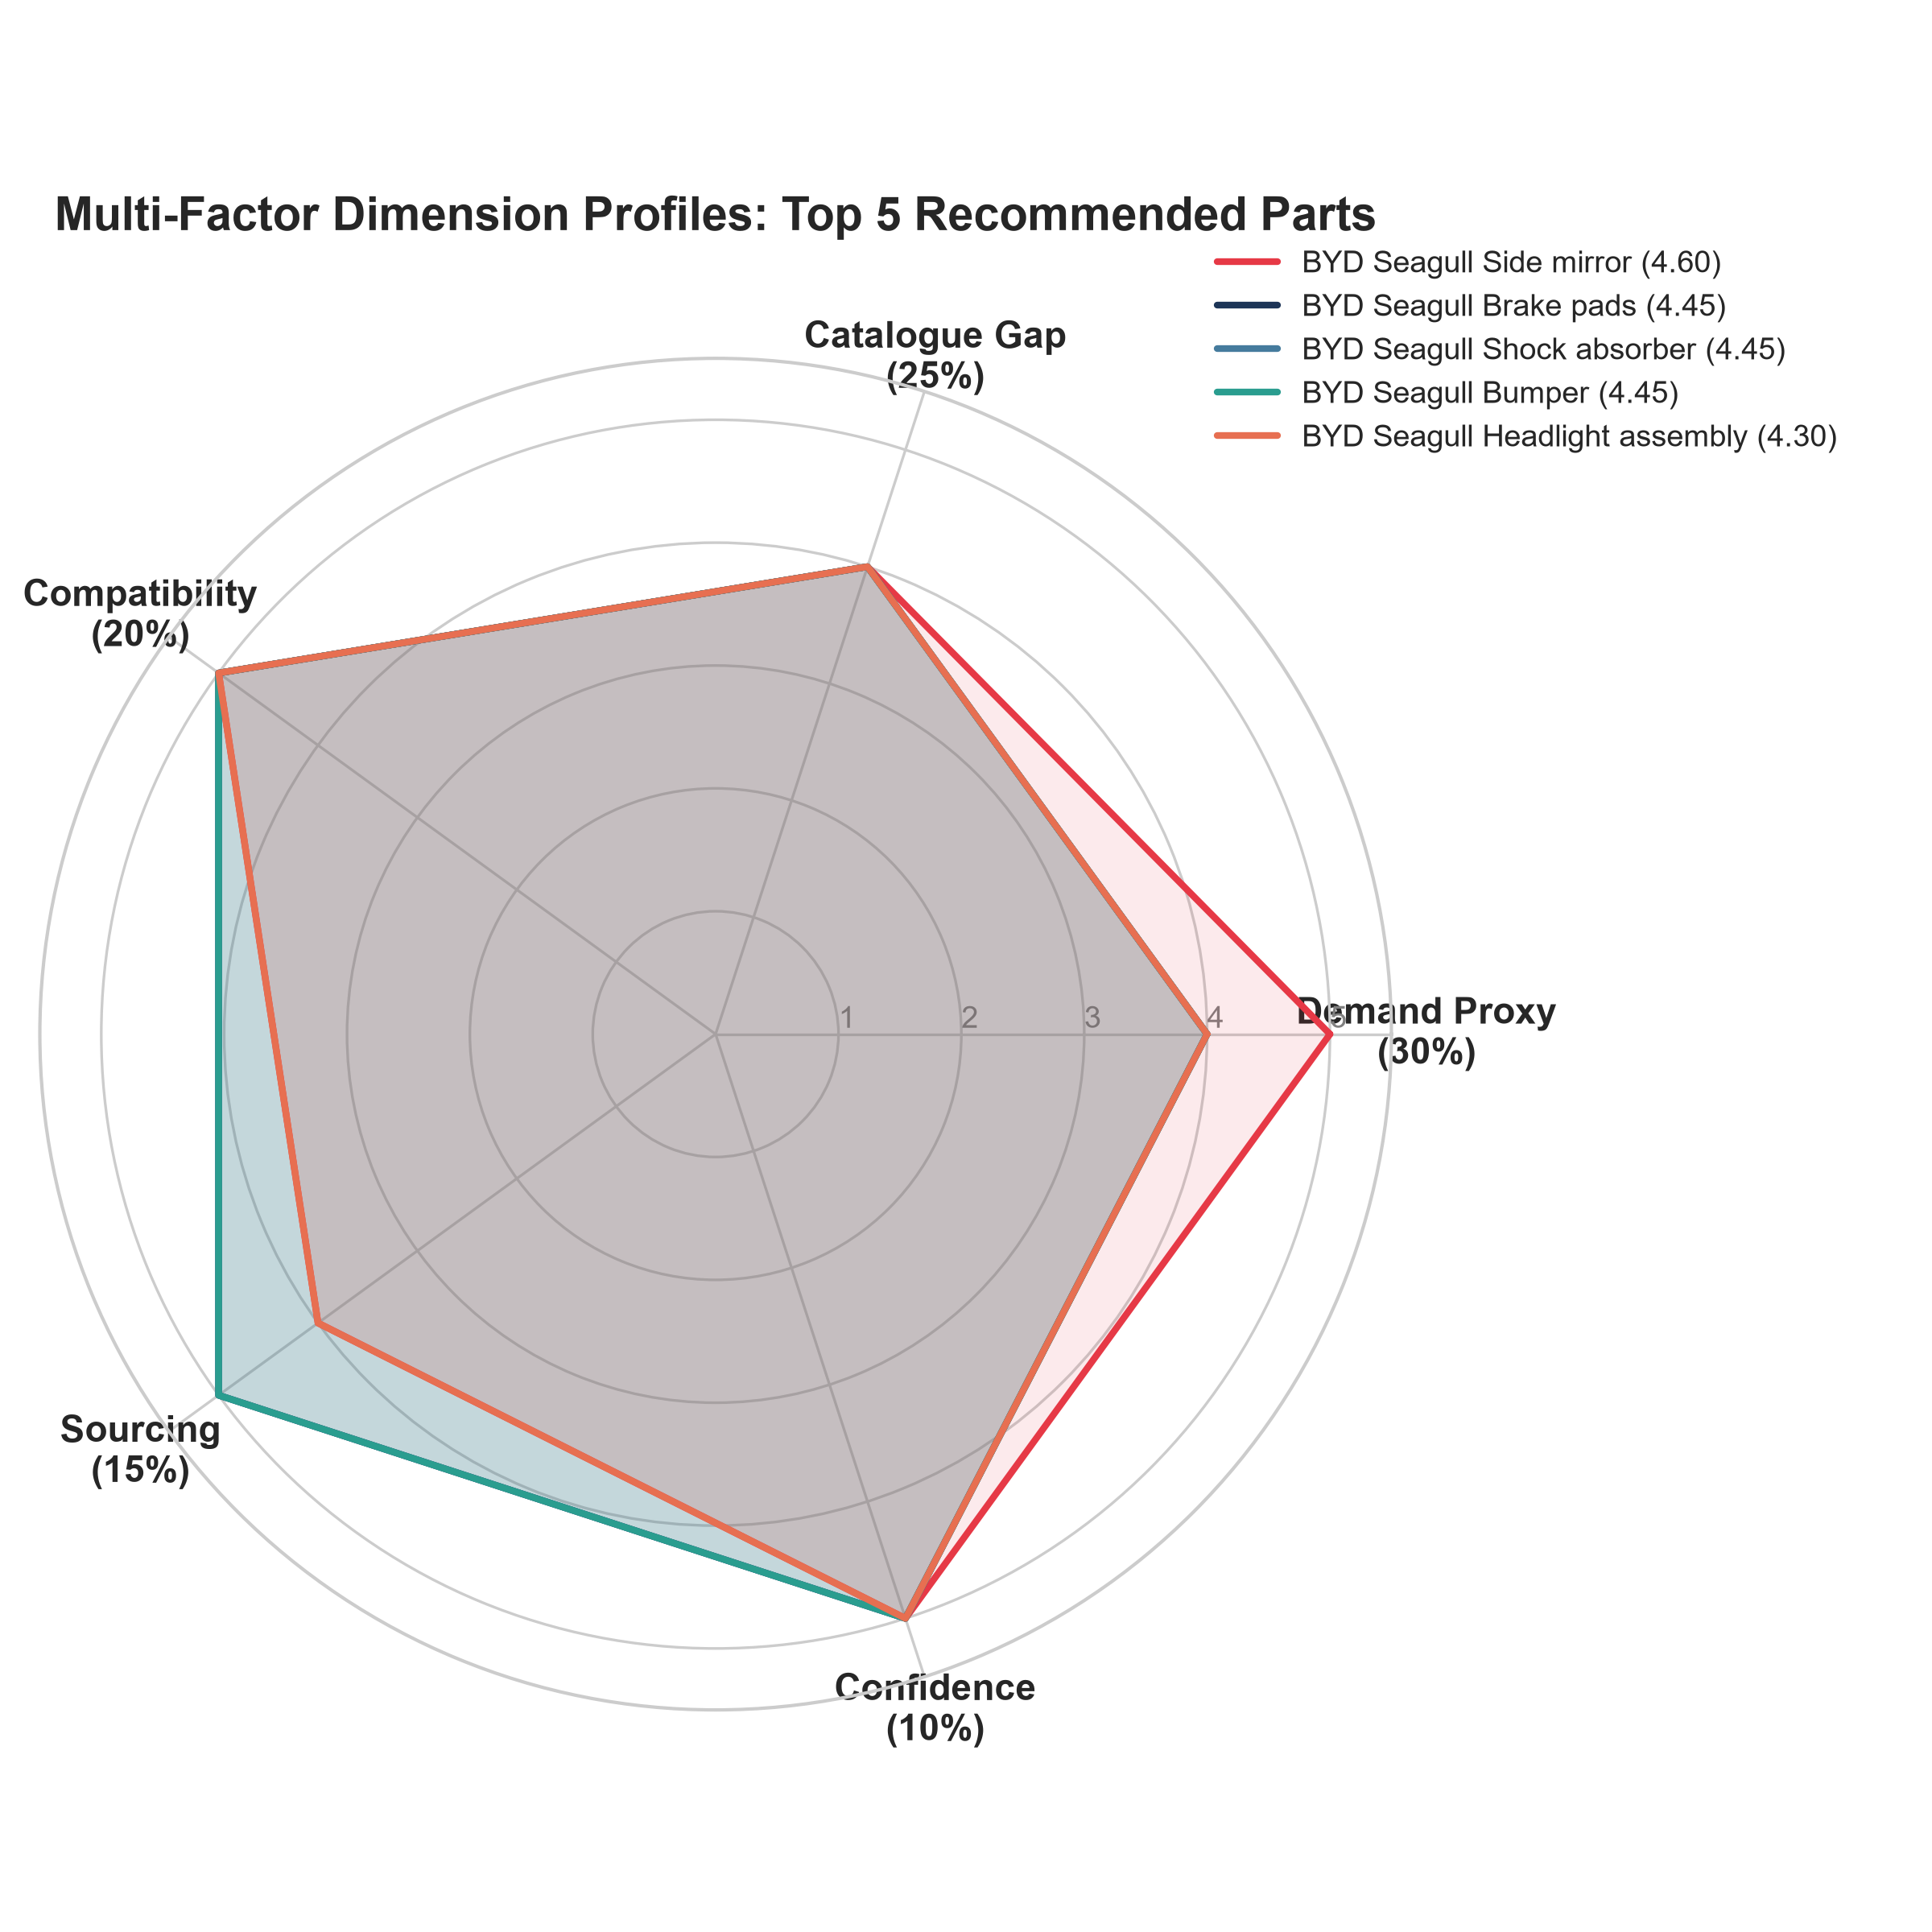 Multi-Factor Dimension Profiles: Top 5 Recommended Parts
BYD Seagull Side mirror (4.60)
BYD Seagull Brake pads (4.45)
BYD Seagull Shock absorber (4.45)
BYD Seagull Bumper (4.45)
BYD Seagull Headlight assembly (4.30)
Catalogue Gap
(25%)
Compatibility
(20%)
Demand Proxy
(30%)
1
2
3
4
5
Sourcing
(15%)
Confidence
(10%)